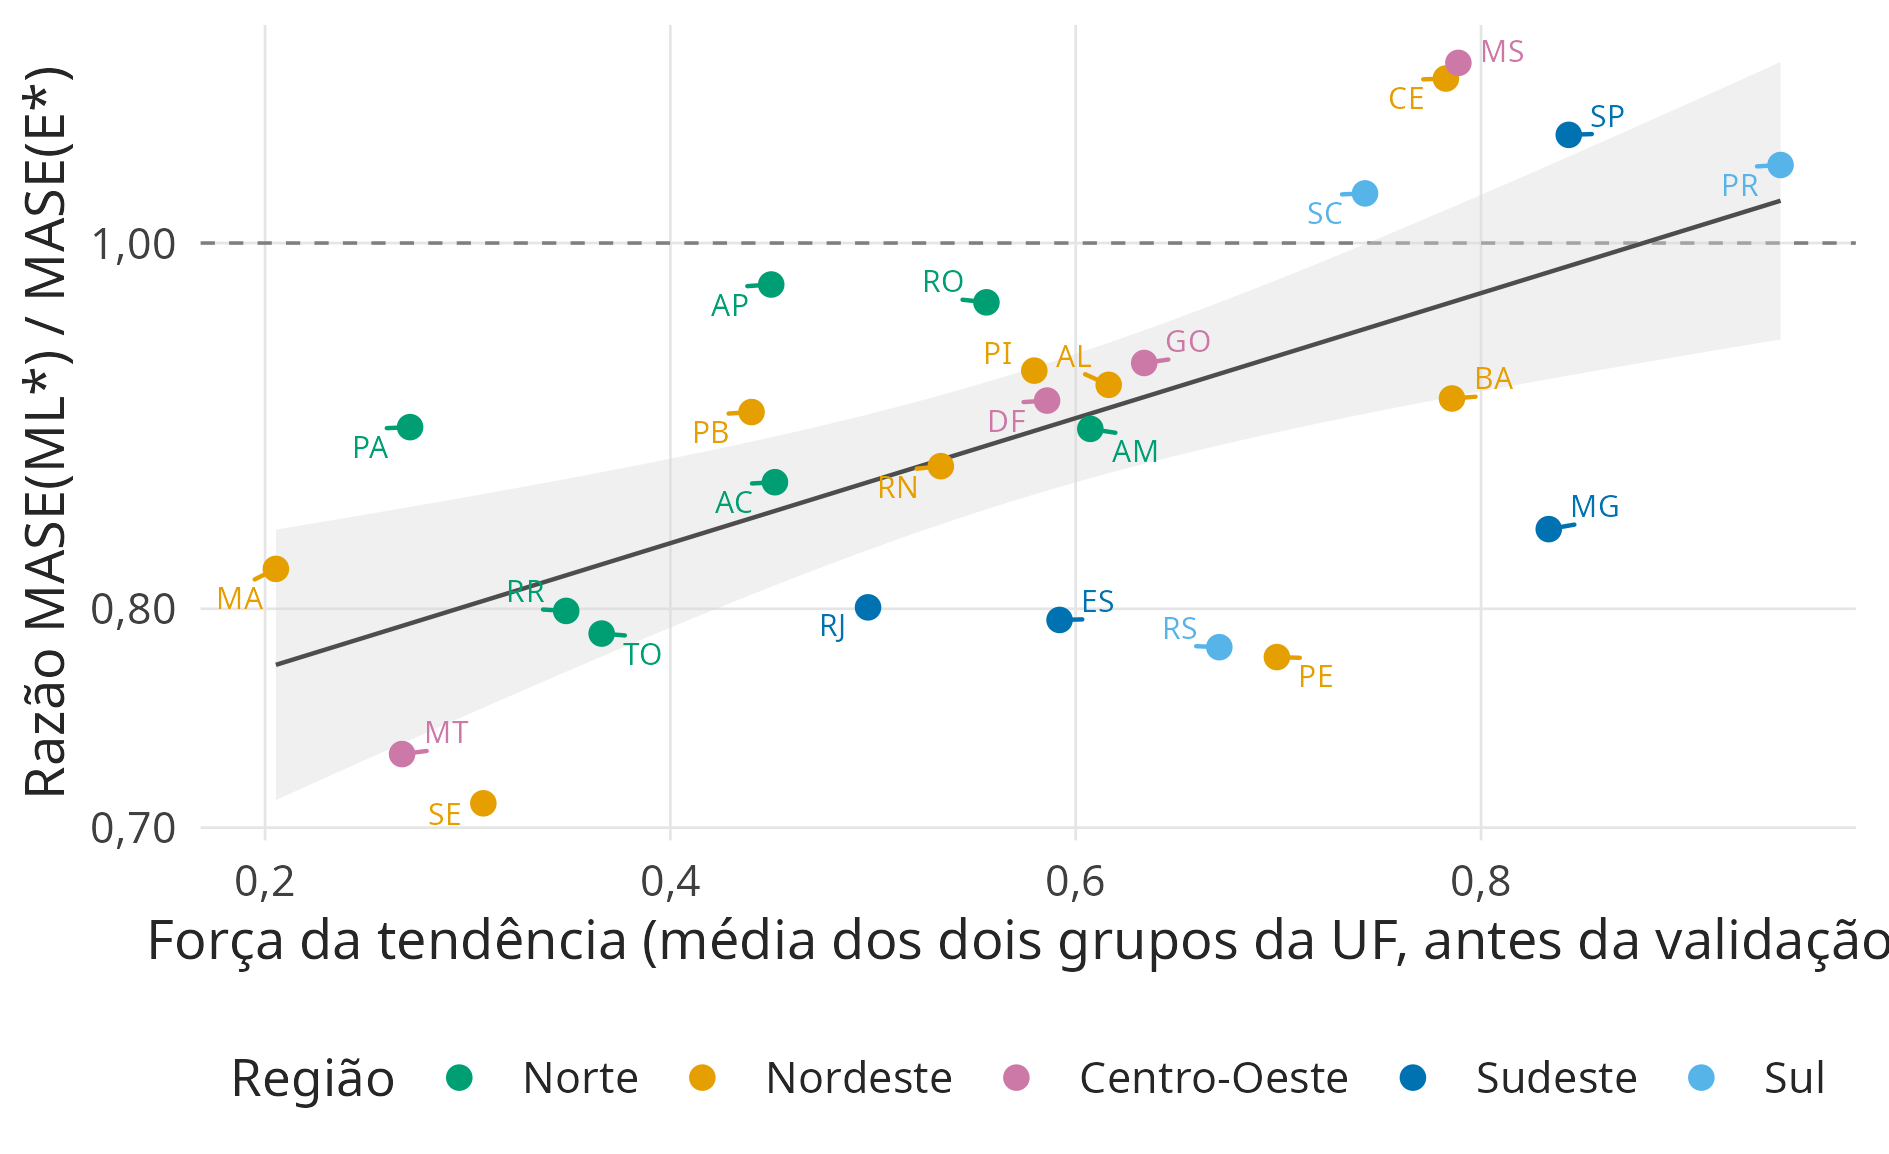 Razão MASE(ML*) / MASE(E*)
1,00
0,80
0,70
MS
CE
SP
PR
SC
AP
RO
PI
AL
GO
DF
BA
PA
PB
AM
RN
AC
MG
MA
RR
TO
RJ
ES
RS
PE
MT
SE
0,2
0,4
0,6
0,8
Força da tendência (média dos dois grupos da UF, antes da validação
Região
Norte
Nordeste
Centro-Oeste
Sudeste
Sul